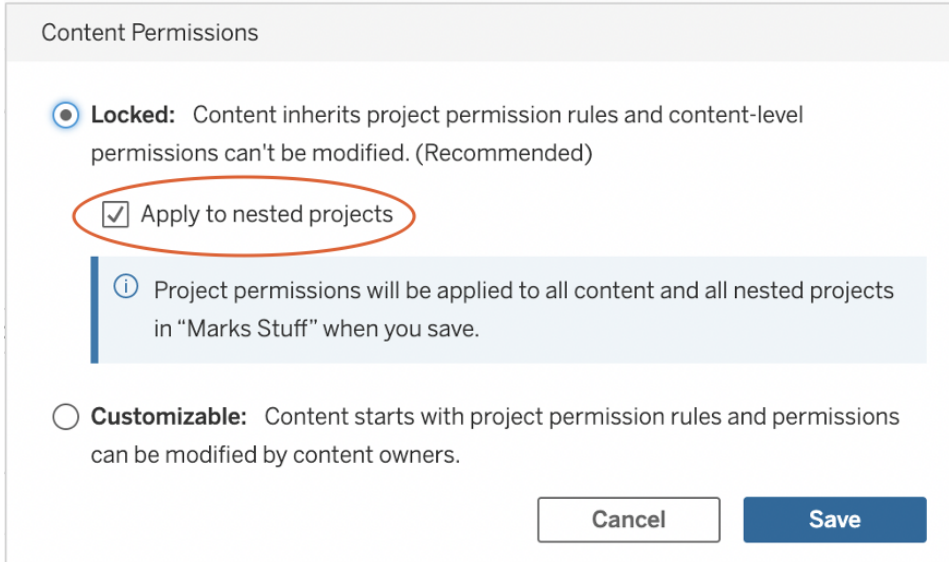 Content Permissions
Locked: Content inherits project permission rules and content-level
permissions can't be modified. (Recommended)
Apply to nested projects
Project permissions will be applied to all content and all nested projects
in “Marks Stuff” when you save.
Customizable: Content starts with project permission rules and permissions
can be modified by content owners.
Cancel Save